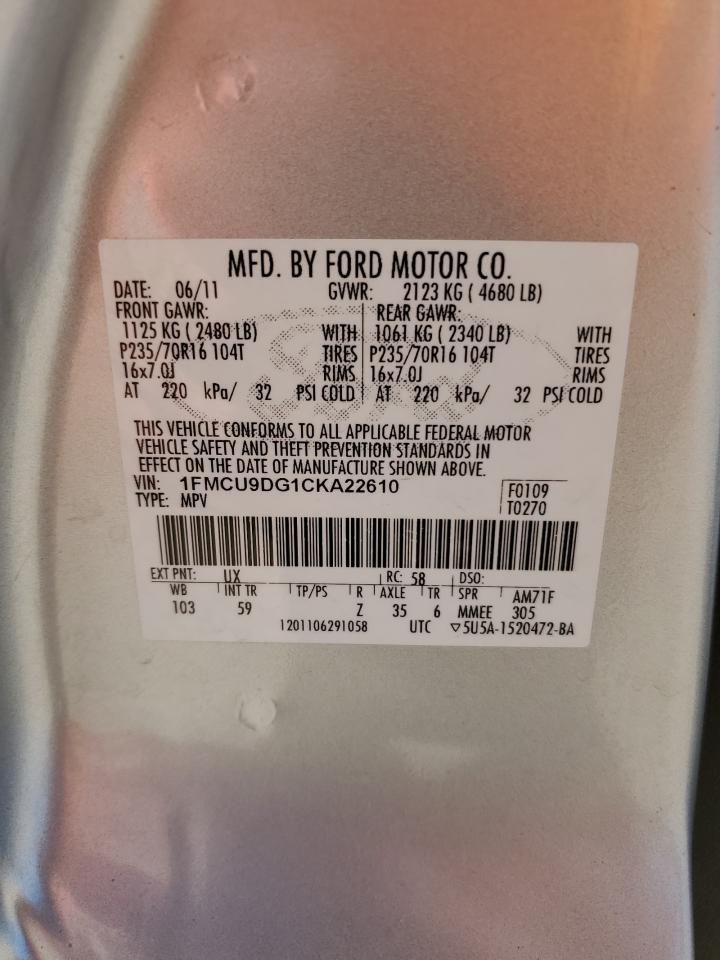 MFD. BY FORD MOTOR CO.
DATE: 06/11 GVWR: 2123 KG ( 4680 LB)
FRONT GAWR: REAR GAWR:
1125 KG ( 2480 LB) WITH 1061 KG ( 2340 LB) WITH
P235/70R16 104T TIRES P235/70R16 104T TIRES
16x7.0J RIMS 16x7.0J RIMS
AT 220 kPa/ 32 PSI COLD AT 220 kPa/ 32 PSI COLD
THIS VEHICLE CONFORMS TO ALL APPLICABLE FEDERAL MOTOR
VEHICLE SAFETY AND THEFT PREVENTION STANDARDS IN
EFFECT ON THE DATE OF MANUFACTURE SHOWN ABOVE.
VIN: 1FMCU9DG1CKA22610 F0109
TYPE: MPV T0270
EXT PNT: UX RC: 58 DSO:
WB INT TR TP/PS R AXLE TR SPR AM71F
103 59 Z 35 6 MMEE 305
1201106291058 UTC ▽5U5A-1520472-BA